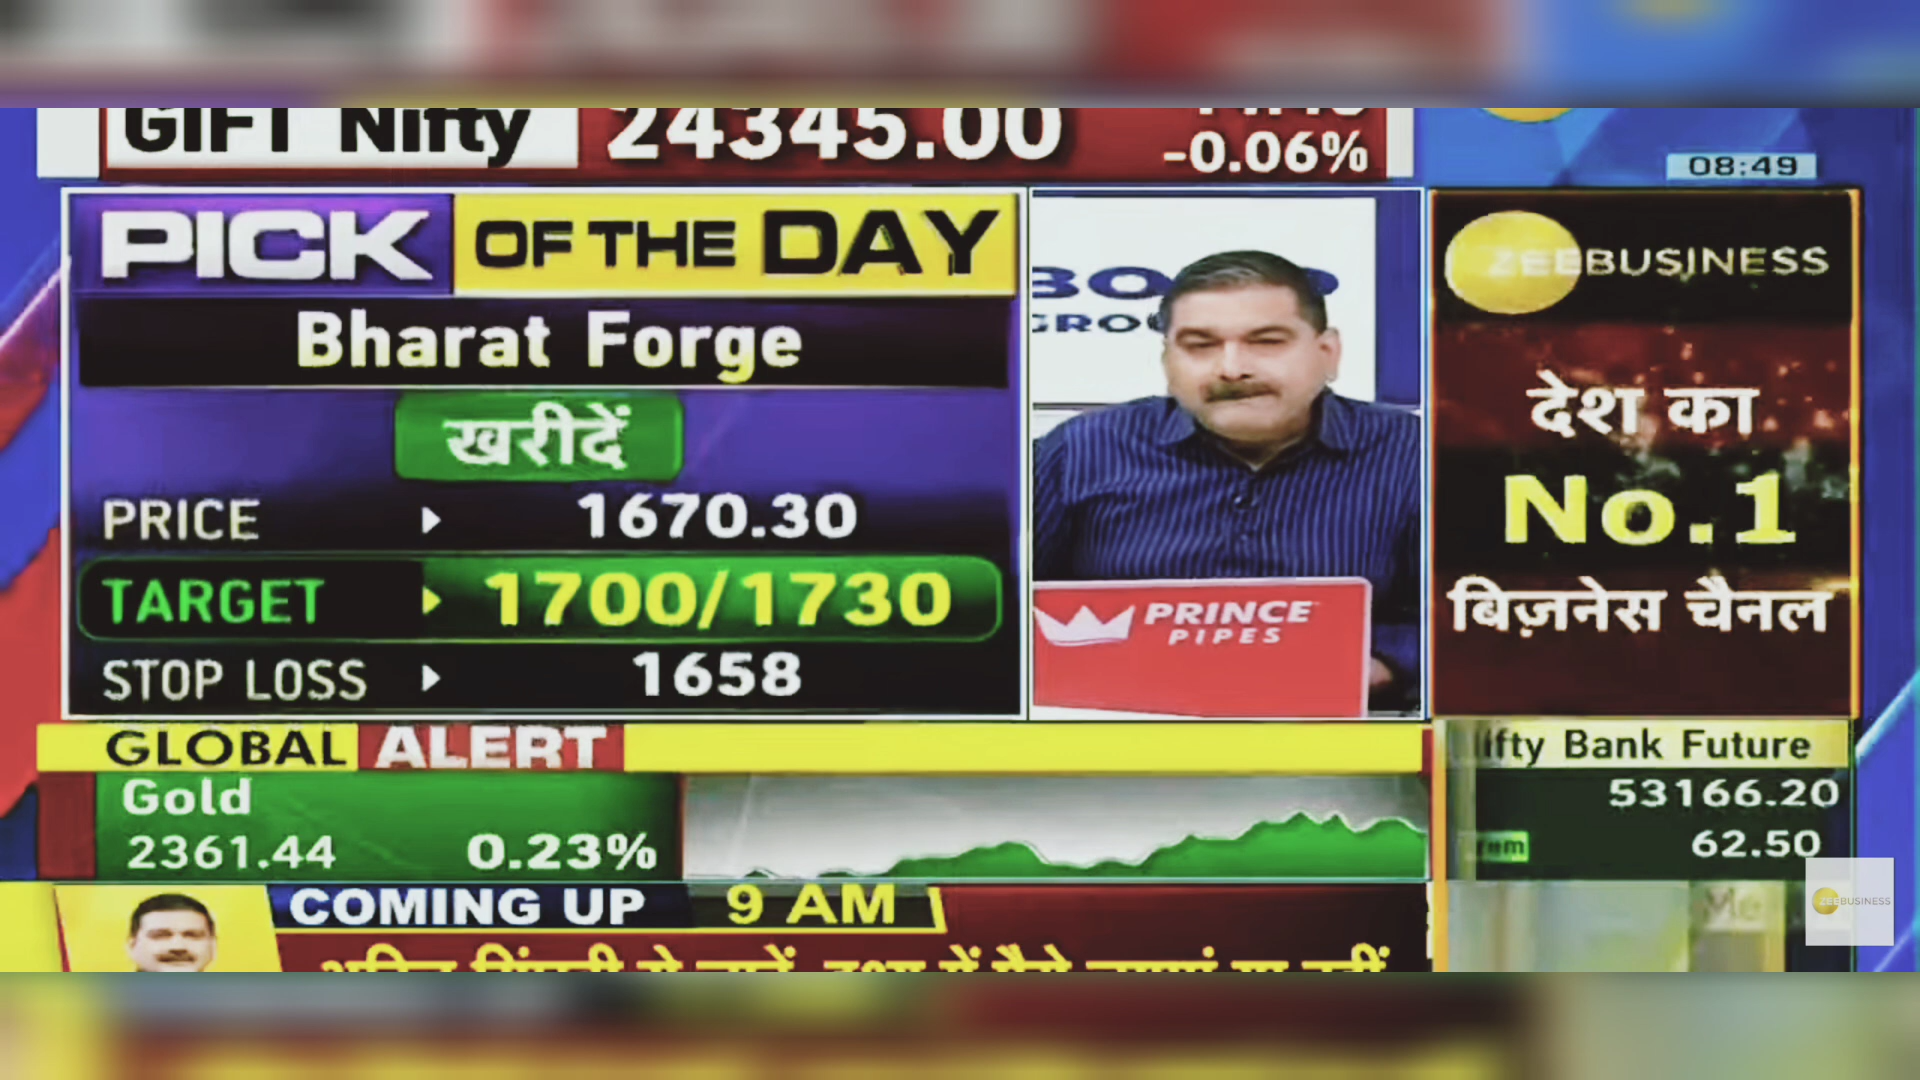 GIFT Nifty
24345.00
-0.06%
08:49
PICK OF THE DAY
Bharat Forge
खरीदें
PRICE 1670.30
TARGET 1700/1730
STOP LOSS 1658
PRINCE
PIPES
ZEEBUSINESS
देश का
No.1
बिज़नेस चैनल
GLOBAL ALERT
Gold
2361.44 0.23%
Bank Future
53166.20
62.50
COMING UP 9 AM
ZEEBUSINESS